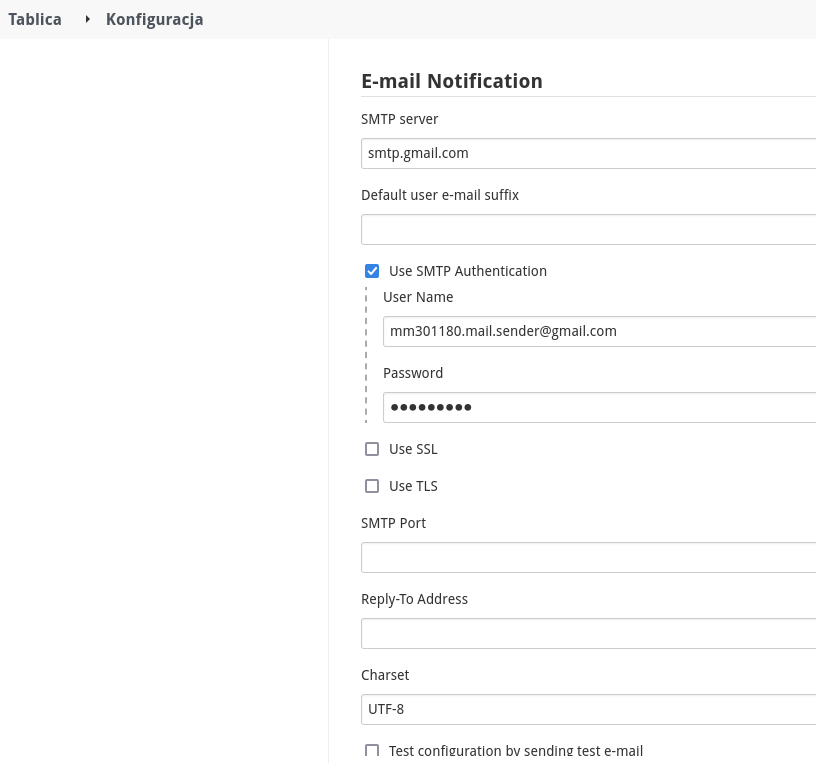 Tablica
Konfiguracja
E-mail Notification
SMTP server
smtp.gmail.com
Default user e-mail suffix
Use SMTP Authentication
User Name
mm301180.mail.sender@gmail.com
Password
●●●●●●●●●
Use SSL
Use TLS
SMTP Port
Reply-To Address
Charset
UTF-8
Test configuration by sending test e-mail